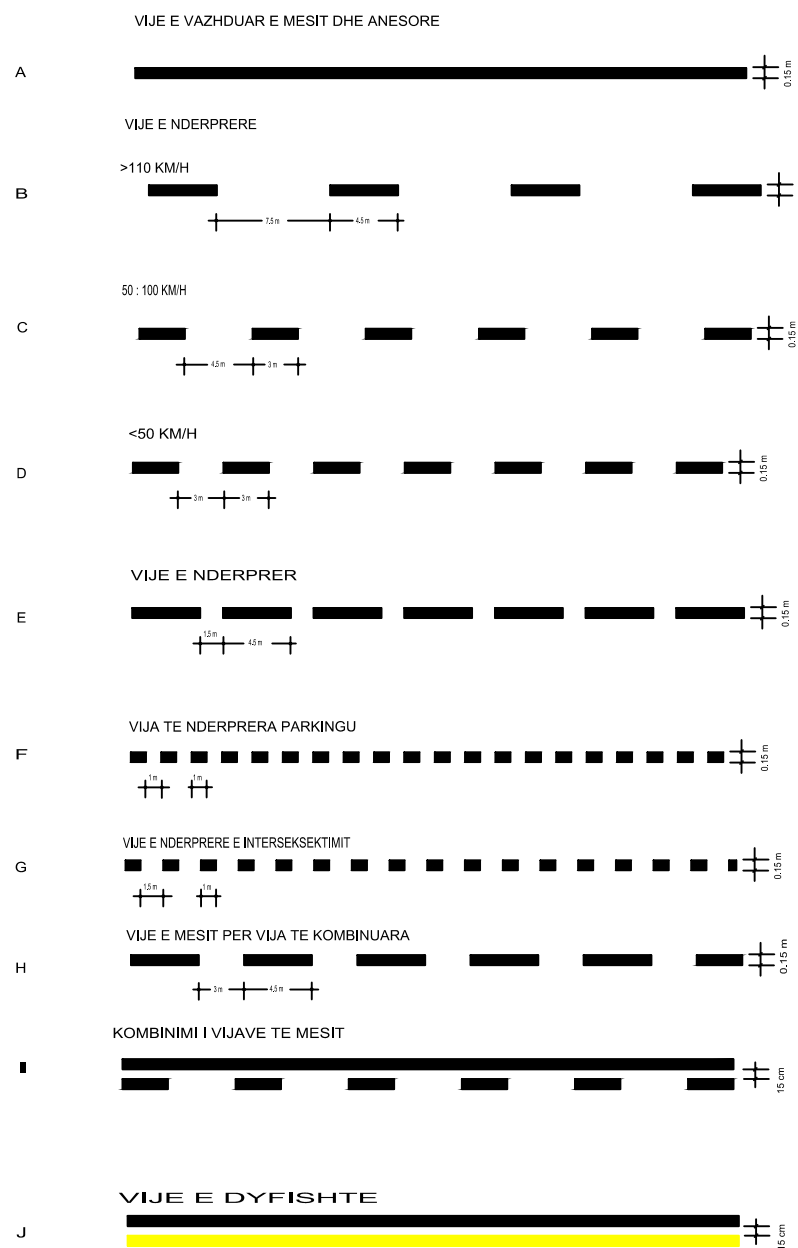 VIJE E VAZHDUAR E MESIT DHE ANESORE
A
0.15 m
VIJE E NDERPRERE
>110 KM/H
B
7.5 m 4.5 m
50 : 100 KM/H
C
0.15 m
4.5 m 3 m
<50 KM/H
D
0.15 m
3 m 3 m
VIJE E NDERPRER
E
0.15 m
1.5 m 4.5 m
VIJA TE NDERPRERA PARKINGU
F
0.15 m
1 m 1 m
VIJE E NDERPRERE E INTERSEKSEKTIMIT
G
0.15 m
1,5 m 1 m
VIJE E MESIT PER VIJA TE KOMBINUARA
H
0.15 m
3 m 4,5 m
KOMBINIMI I VIJAVE TE MESIT
I
15 cm
VIJE E DYFISHTE
J
15 cm